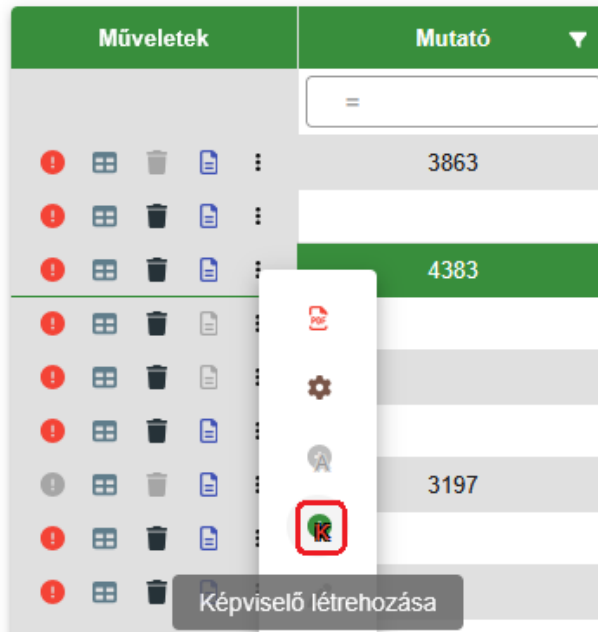 Műveletek Mutató
=
3863
4383
PDF
A
3197
K
Képviselő létrehozása